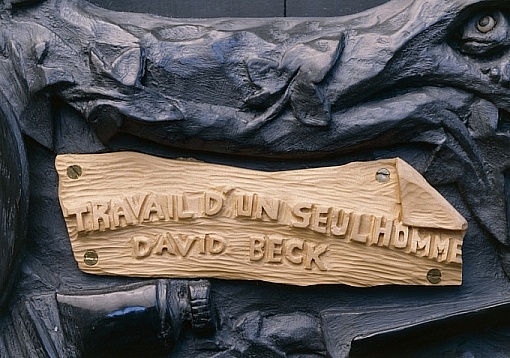 TRAVAIL D'UN SEUL HOMME
DAVID BECK